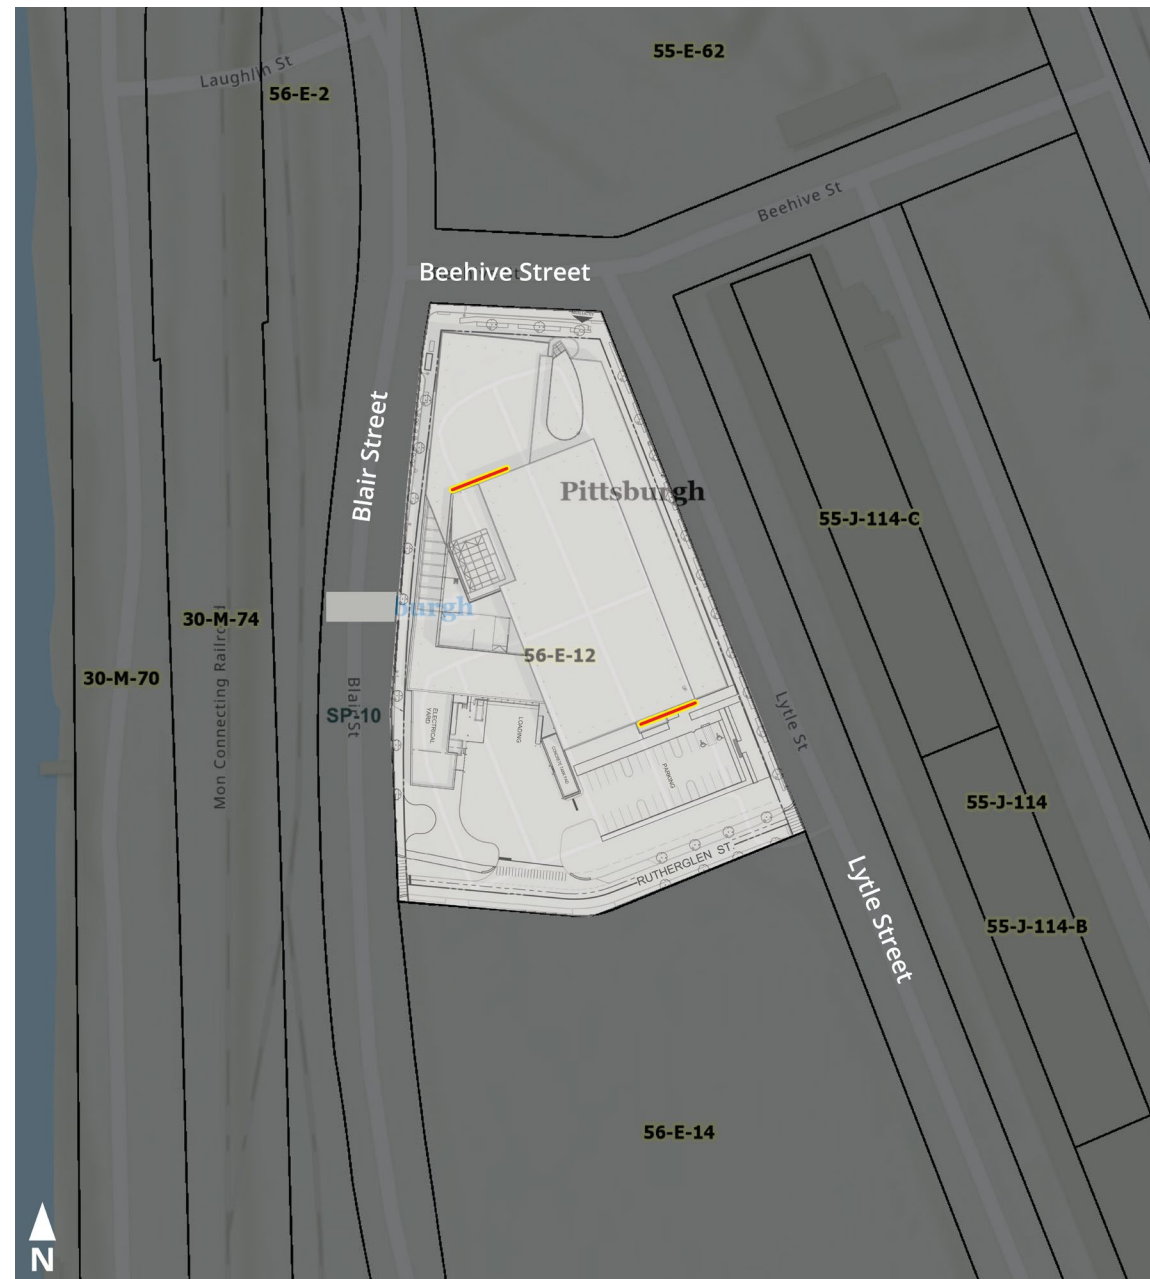 55-E-62
Laughlin St
56-E-2
Beehive St
Beehive Street
Blair Street
Pittsburgh
55-J-114-C
burgh
30-M-74
56-E-12
30-M-70
Mon Connecting Railroad
Blair St
SP-10
ELECTRICAL
YARD
LOADING
PARKING
Lytle St
55-J-114
RUTHERGLEN ST.
Lytle Street
55-J-114-B
56-E-14
N